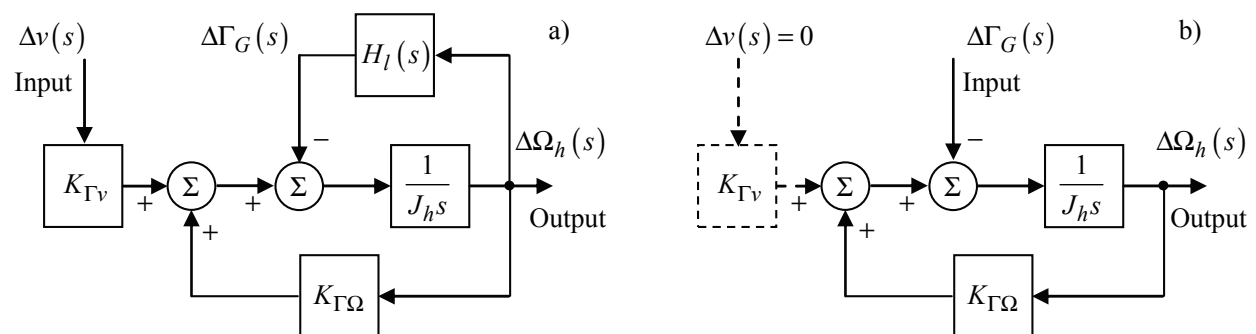 Δv(s)
Input
ΔΓ_G(s)
H_l(s)
a)
−
ΔΩ_h(s)
K_Γv
+
Σ
+
Σ
1
J_h s
Output
+
K_ΓΩ
Δv(s) = 0
ΔΓ_G(s)
Input
b)
−
ΔΩ_h(s)
K_Γv
+
Σ
+
Σ
1
J_h s
Output
+
K_ΓΩ